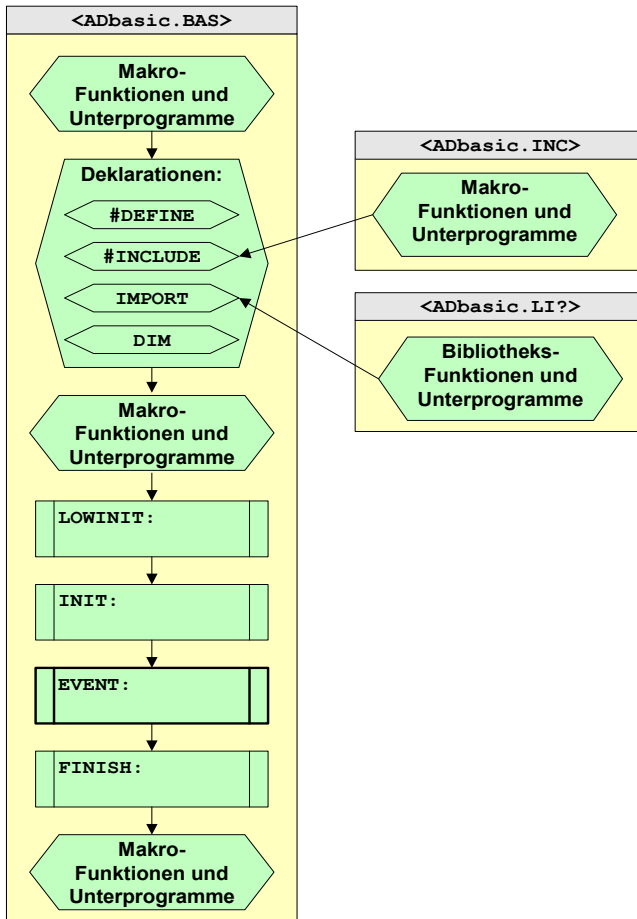 <ADbasic.BAS>
Makro-
Funktionen und
Unterprogramme
Deklarationen:
#DEFINE
#INCLUDE
IMPORT
DIM
Makro-
Funktionen und
Unterprogramme
LOWINIT:
INIT:
EVENT:
FINISH:
Makro-
Funktionen und
Unterprogramme
<ADbasic.INC>
Makro-
Funktionen und
Unterprogramme
<ADbasic.LI?>
Bibliotheks-
Funktionen und
Unterprogramme